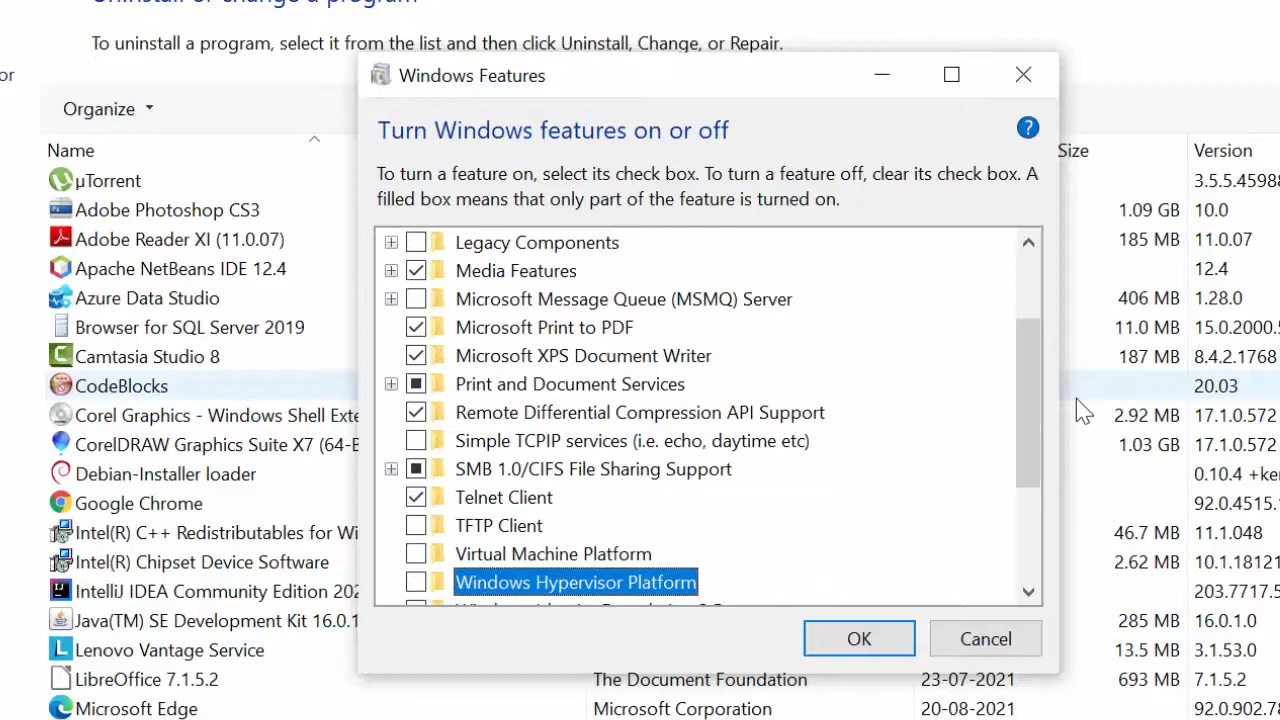 Uninstall or change a program
To uninstall a program, select it from the list and then click Uninstall, Change, or Repair.
or
Organize
Name
µTorrent
Adobe Photoshop CS3
Adobe Reader XI (11.0.07)
Apache NetBeans IDE 12.4
Azure Data Studio
Browser for SQL Server 2019
Camtasia Studio 8
CodeBlocks
Corel Graphics - Windows Shell Exte
CorelDRAW Graphics Suite X7 (64-B
Debian-Installer loader
Google Chrome
Intel(R) C++ Redistributables for Wi
Intel(R) Chipset Device Software
IntelliJ IDEA Community Edition 202
Java(TM) SE Development Kit 16.0.1
Lenovo Vantage Service
LibreOffice 7.1.5.2
Microsoft Edge
Windows Features
Turn Windows features on or off
?
To turn a feature on, select its check box. To turn a feature off, clear its check box. A
filled box means that only part of the feature is turned on.
Legacy Components
Media Features
Microsoft Message Queue (MSMQ) Server
Microsoft Print to PDF
Microsoft XPS Document Writer
Print and Document Services
Remote Differential Compression API Support
Simple TCPIP services (i.e. echo, daytime etc)
SMB 1.0/CIFS File Sharing Support
Telnet Client
TFTP Client
Virtual Machine Platform
Windows Hypervisor Platform
OK Cancel
The Document Foundation 23-07-2021
Microsoft Corporation 20-08-2021
Size Version
3.5.5.4598
1.09 GB 10.0
185 MB 11.0.07
12.4
406 MB 1.28.0
11.0 MB 15.0.2000.5
187 MB 8.4.2.1768
20.03
2.92 MB 17.1.0.572
1.03 GB 17.1.0.572
0.10.4 +ker
92.0.4515.
46.7 MB 11.1.048
2.62 MB 10.1.18121
203.7717.5
285 MB 16.0.1.0
13.5 MB 3.1.53.0
693 MB 7.1.5.2
92.0.902.7